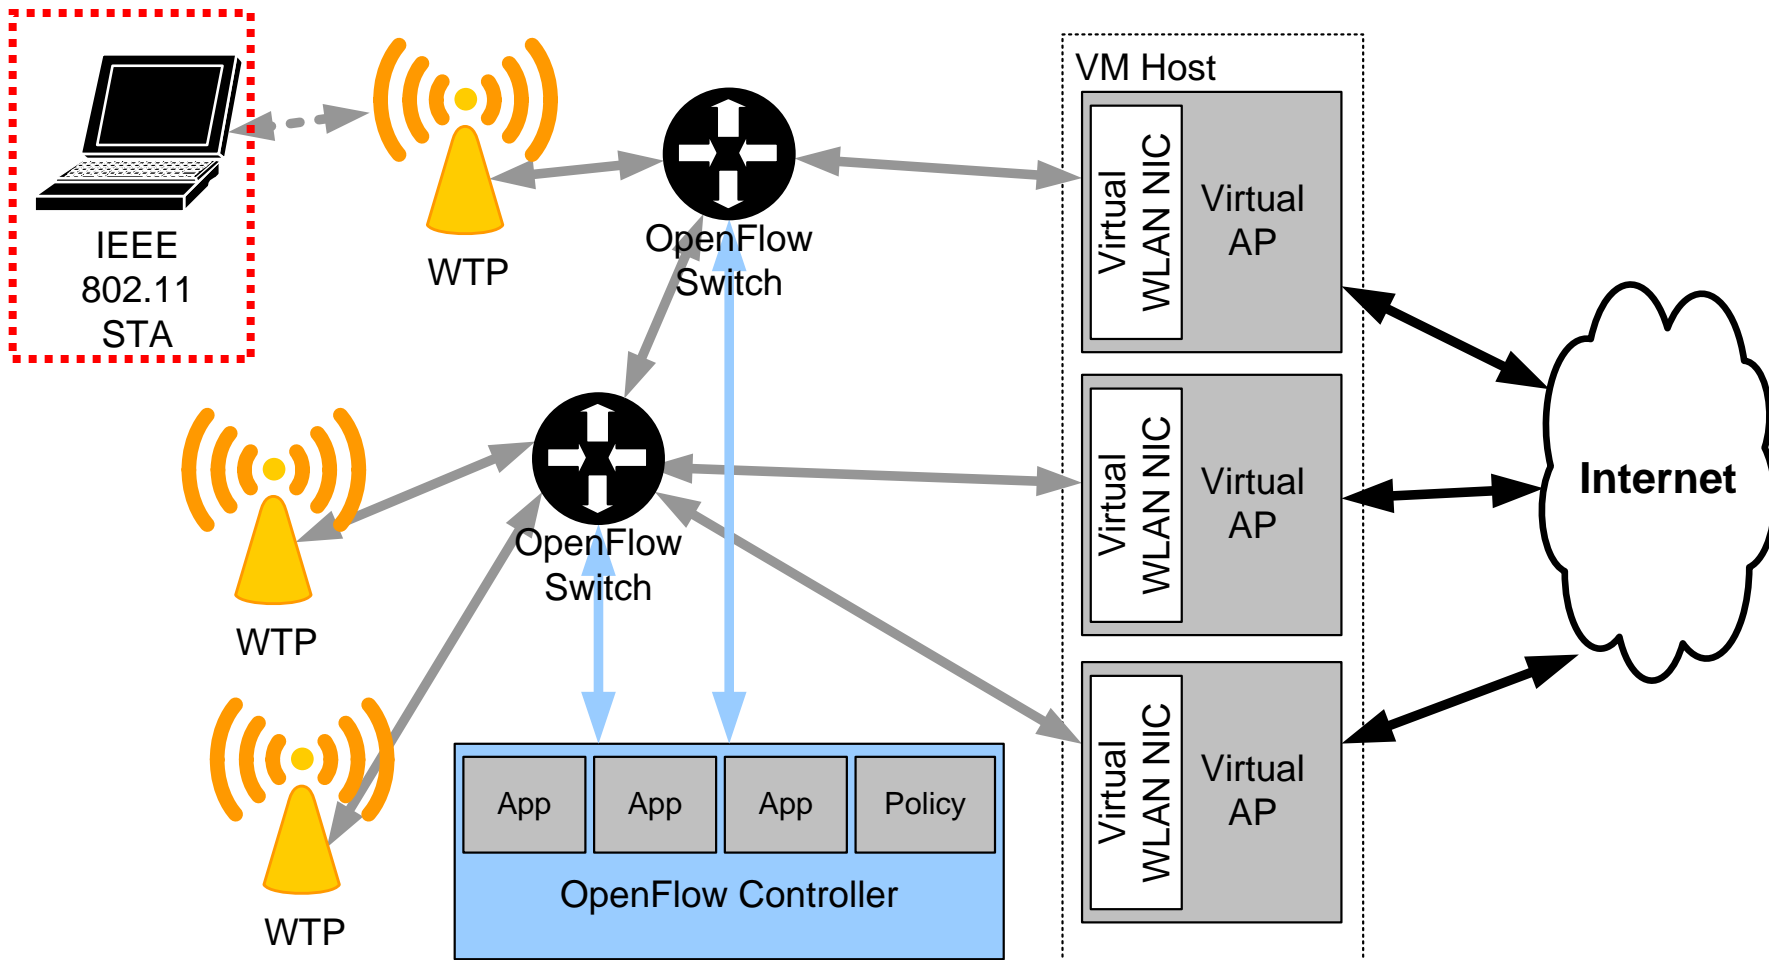 VM Host
IEEE
802.11
STA
WTP
OpenFlow
Switch
Virtual
WLAN NIC
Virtual
AP
WTP
OpenFlow
Switch
Virtual
WLAN NIC
Virtual
AP
Internet
WTP
App
App
App
Policy
OpenFlow Controller
Virtual
WLAN NIC
Virtual
AP